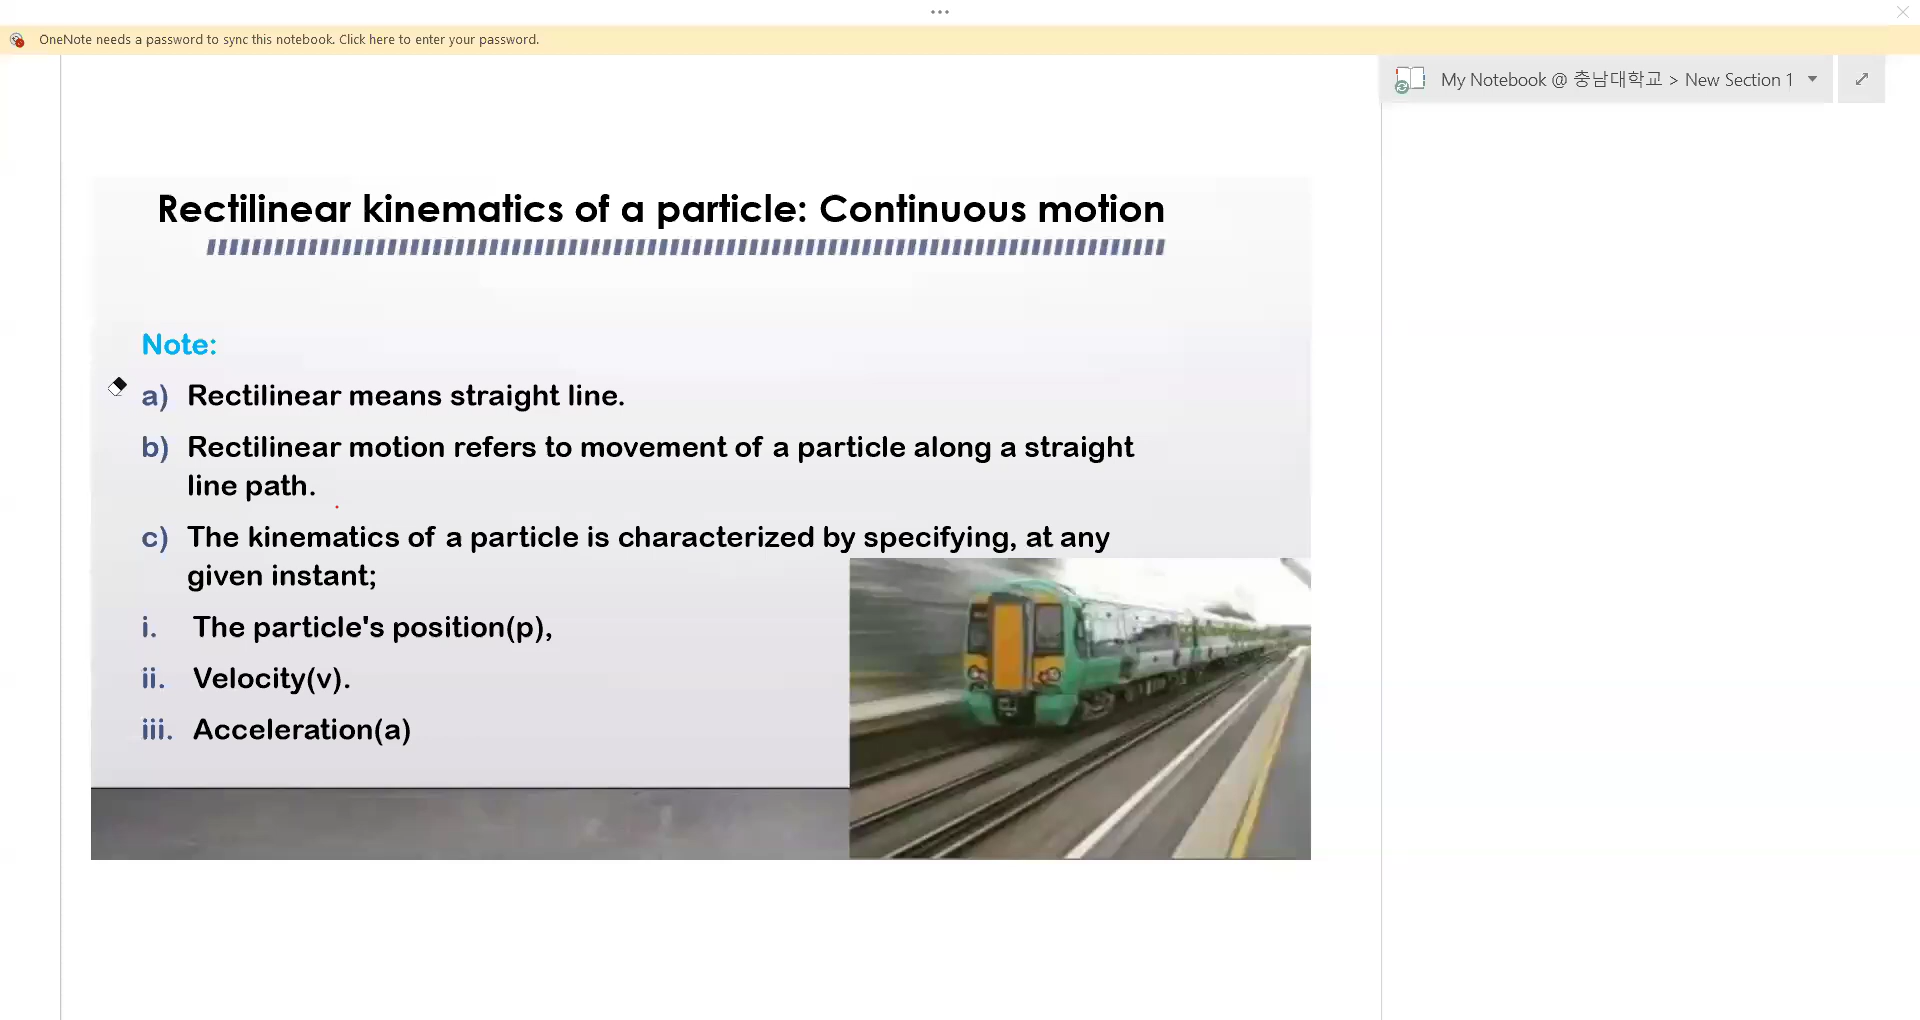 OneNote needs a password to sync this notebook. Click here to enter your password.
My Notebook @ 충남대학교 > New Section 1
Rectilinear kinematics of a particle: Continuous motion
Note:
a) Rectilinear means straight line.
b) Rectilinear motion refers to movement of a particle along a straight
line path.
c) The kinematics of a particle is characterized by specifying, at any
given instant;
i. The particle's position(p),
ii. Velocity(v).
iii. Acceleration(a)